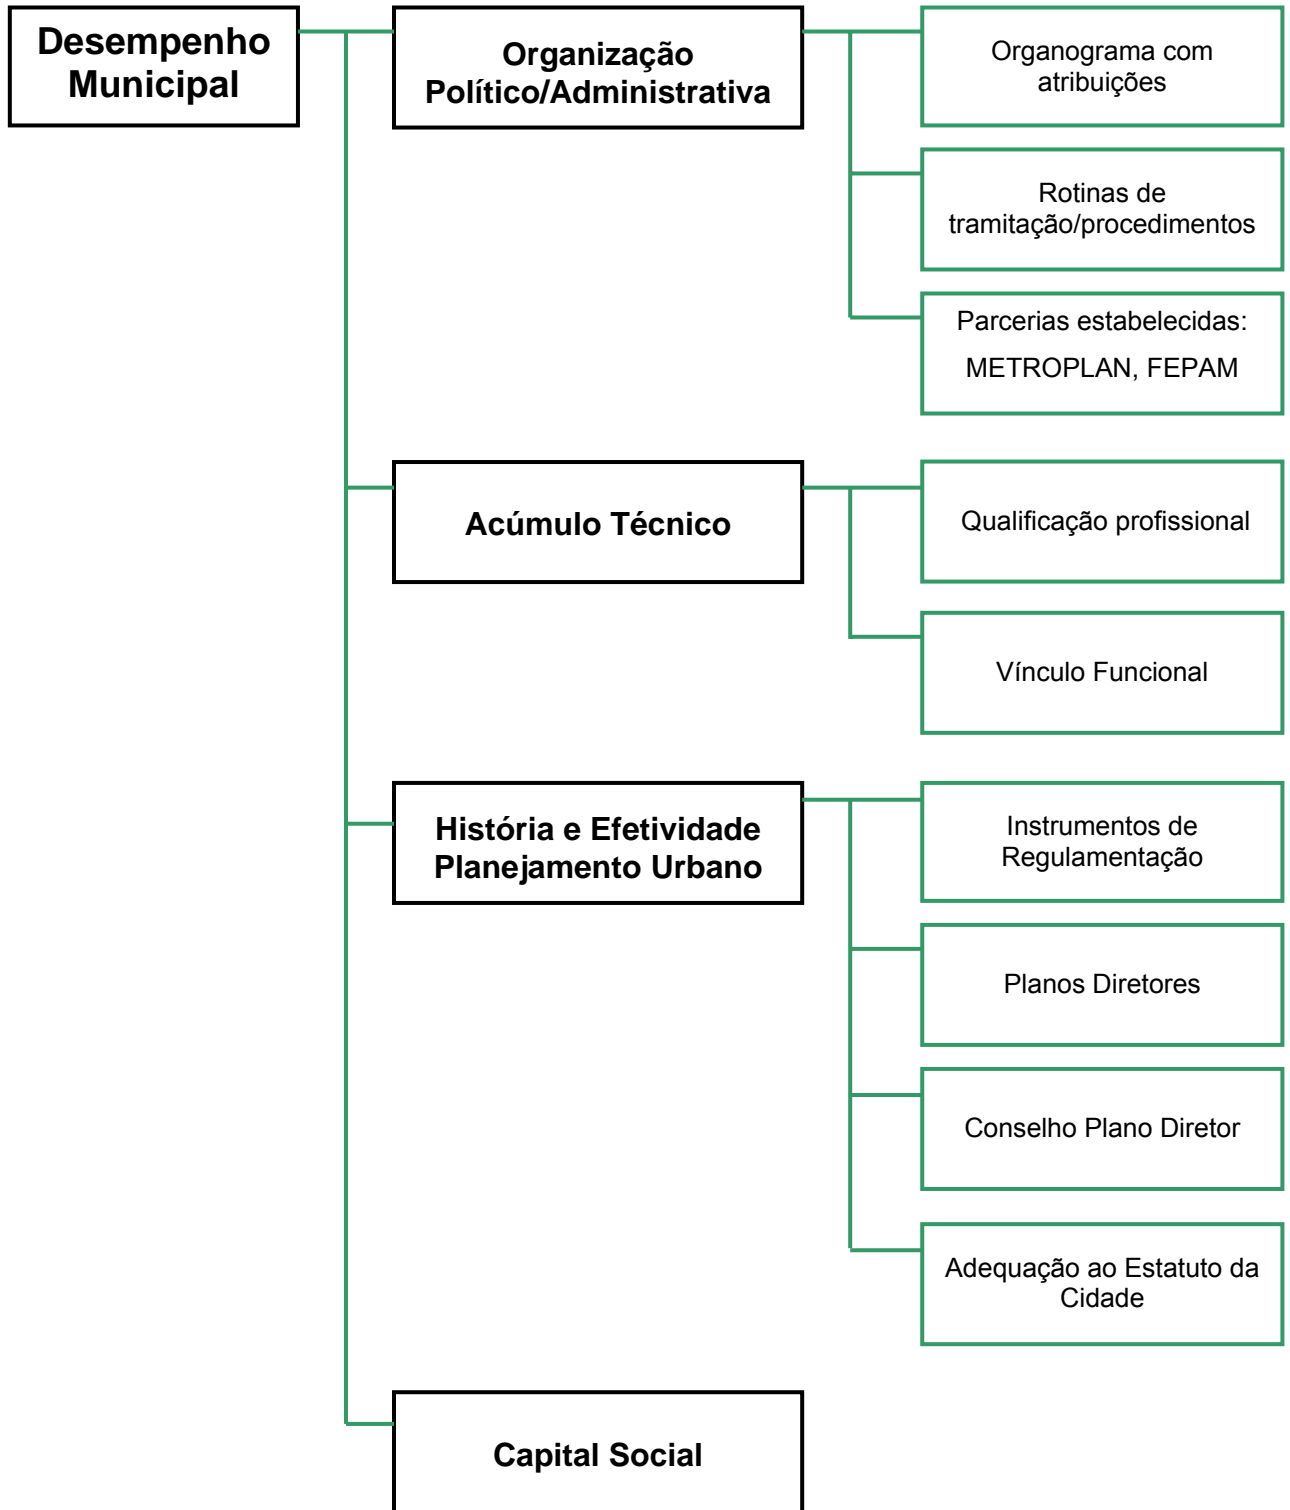 Desempenho
Municipal
Organização
Político/Administrativa
Organograma com
atribuições
Rotinas de
tramitação/procedimentos
Parcerias estabelecidas:
METROPLAN, FEPAM
Acúmulo Técnico
Qualificação profissional
Vínculo Funcional
História e Efetividade
Planejamento Urbano
Instrumentos de
Regulamentação
Planos Diretores
Conselho Plano Diretor
Adequação ao Estatuto da
Cidade
Capital Social